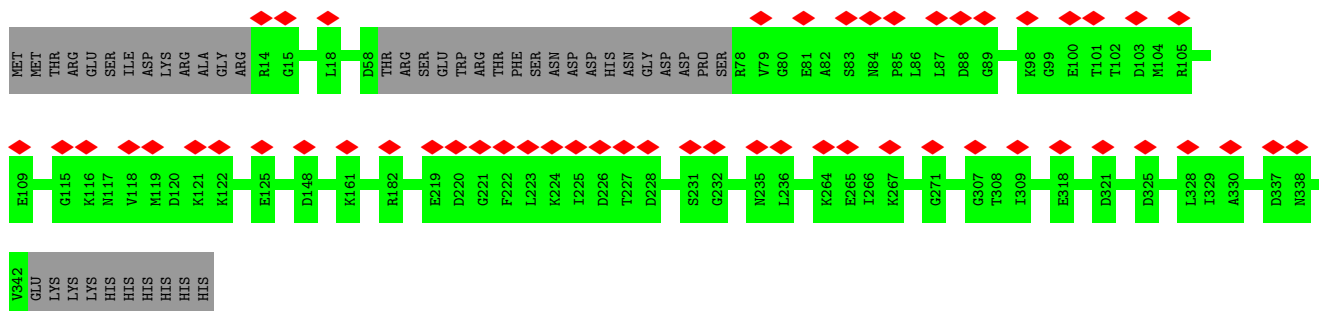 MET MET THR ARG GLU SER ILE ASP LYS ARG ALA GLY ARG R14 G15 L18 D58 THR ARG SER GLU TRP ARG THR PHE SER ASN ASP ASP HIS ASN GLY ASP ASP PRO SER R78 V79 G80 E81 A82 S83 N84 P85 L86 L87 D88 G89 K98 G99 E100 T101 T102 D103 M104 R105
E109 G115 K116 N117 V118 M119 D120 K121 K122 E125 D148 K161 R182 E219 D220 G221 F222 L223 K224 I225 D226 T227 D228 S231 G232 N235 L236 K264 E265 I266 K267 G271 G307 T308 I309 E318 D321 D325 L328 I329 A330 D337 N338
V342 GLU LYS LYS LYS HIS HIS HIS HIS HIS HIS